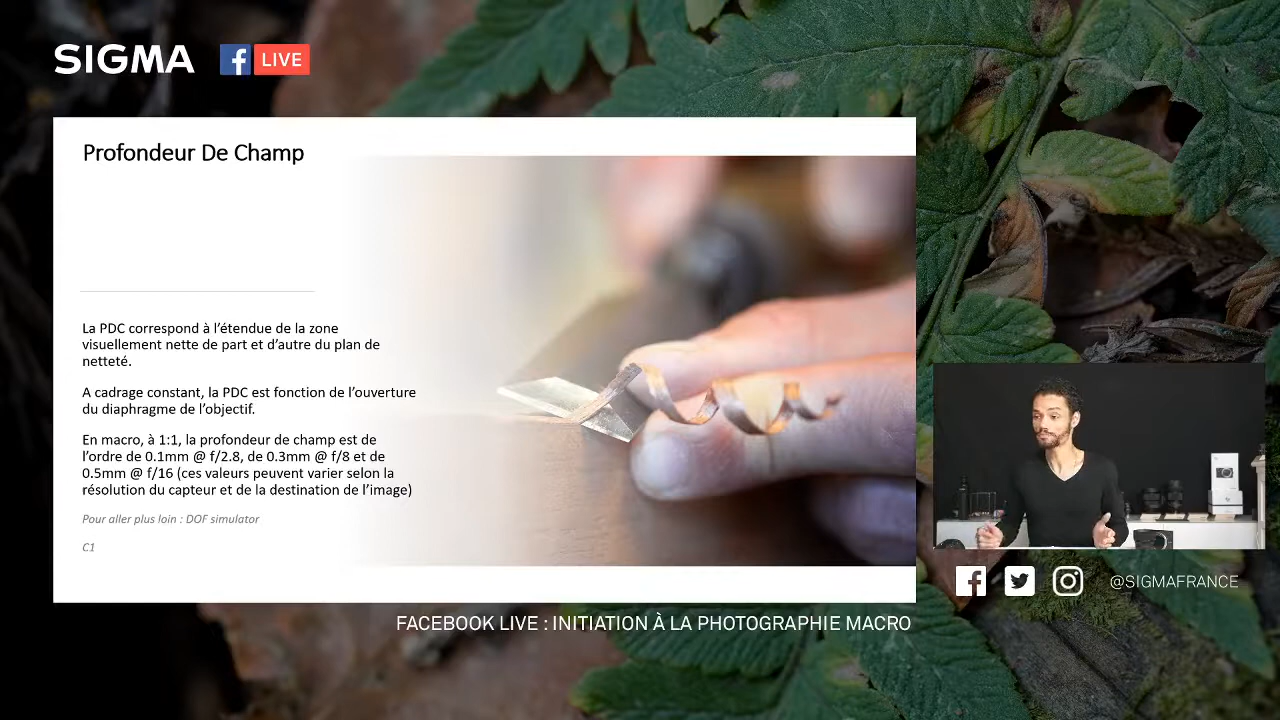 SIGMA
LIVE
Profondeur De Champ
La PDC correspond à l'étendue de la zone
visuellement nette de part et d'autre du plan de
netteté.
A cadrage constant, la PDC est fonction de l'ouverture
du diaphragme de l'objectif.
En macro, à 1:1, la profondeur de champ est de
l'ordre de 0.1mm @ f/2.8, de 0.3mm @ f/8 et de
0.5mm @ f/16 (ces valeurs peuvent varier selon la
résolution du capteur et de la destination de l'image)
Pour aller plus loin : DOF simulator
C1
@SIGMAFRANCE
FACEBOOK LIVE : INITIATION À LA PHOTOGRAPHIE MACRO